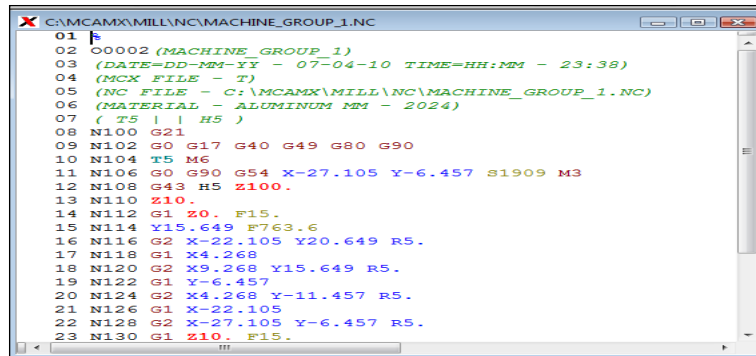 C:\MCAMX\MILL\NC\MACHINE_GROUP_1.NC
01 %
02 O0002 (MACHINE_GROUP_1)
03 (DATE=DD-MM-YY - 07-04-10 TIME=HH:MM - 23:38)
04 (MCX FILE - T)
05 (NC FILE - C:\MCAMX\MILL\NC\MACHINE_GROUP_1.NC)
06 (MATERIAL - ALUMINUM MM - 2024)
07 ( T5 | | H5 )
08 N100 G21
09 N102 G0 G17 G40 G49 G80 G90
10 N104 T5 M6
11 N106 G0 G90 G54 X-27.105 Y-6.457 S1909 M3
12 N108 G43 H5 Z100.
13 N110 Z10.
14 N112 G1 Z0. F15.
15 N114 Y15.649 F763.6
16 N116 G2 X-22.105 Y20.649 R5.
17 N118 G1 X4.268
18 N120 G2 X9.268 Y15.649 R5.
19 N122 G1 Y-6.457
20 N124 G2 X4.268 Y-11.457 R5.
21 N126 G1 X-22.105
22 N128 G2 X-27.105 Y-6.457 R5.
23 N130 G1 Z10. F15.